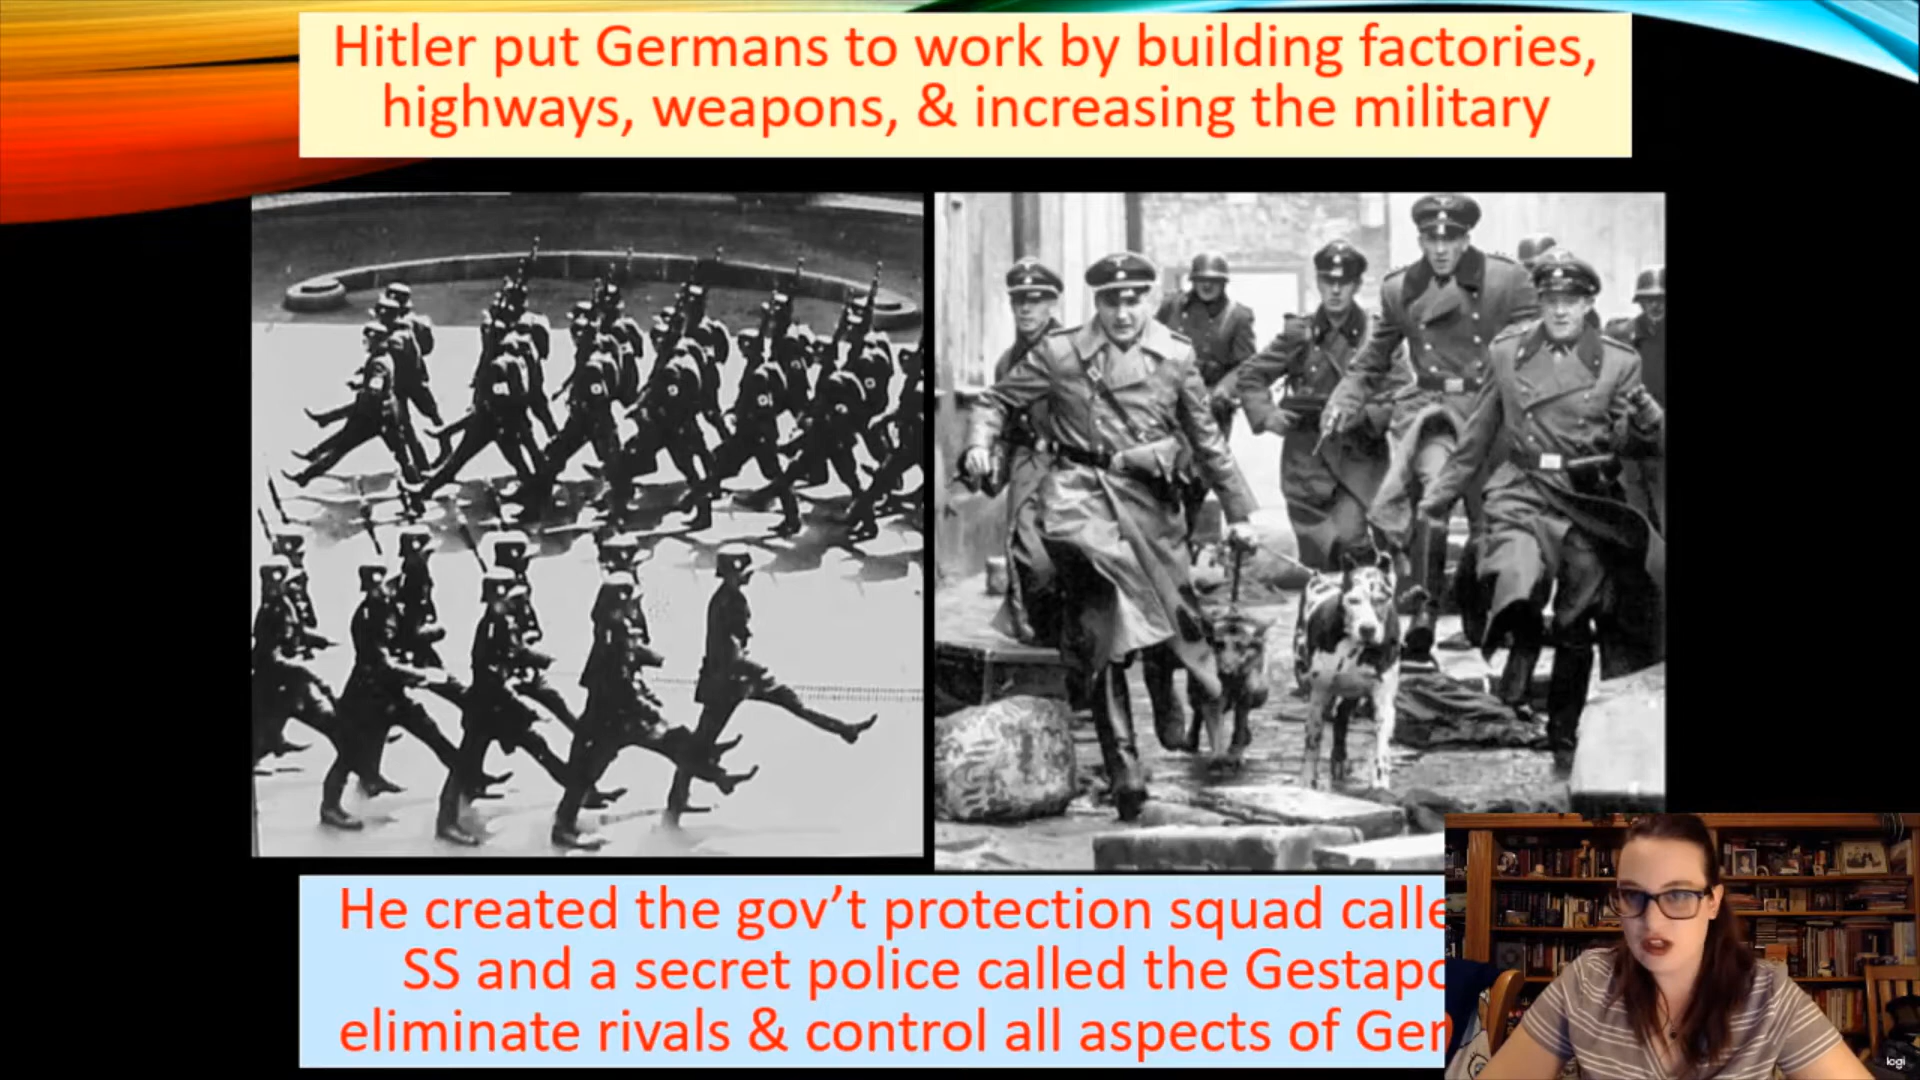 Hitler put Germans to work by building factories,
highways, weapons, & increasing the military
He created the gov’t protection squad calle
SS and a secret police called the Gestapo
eliminate rivals & control all aspects of Ger
logi